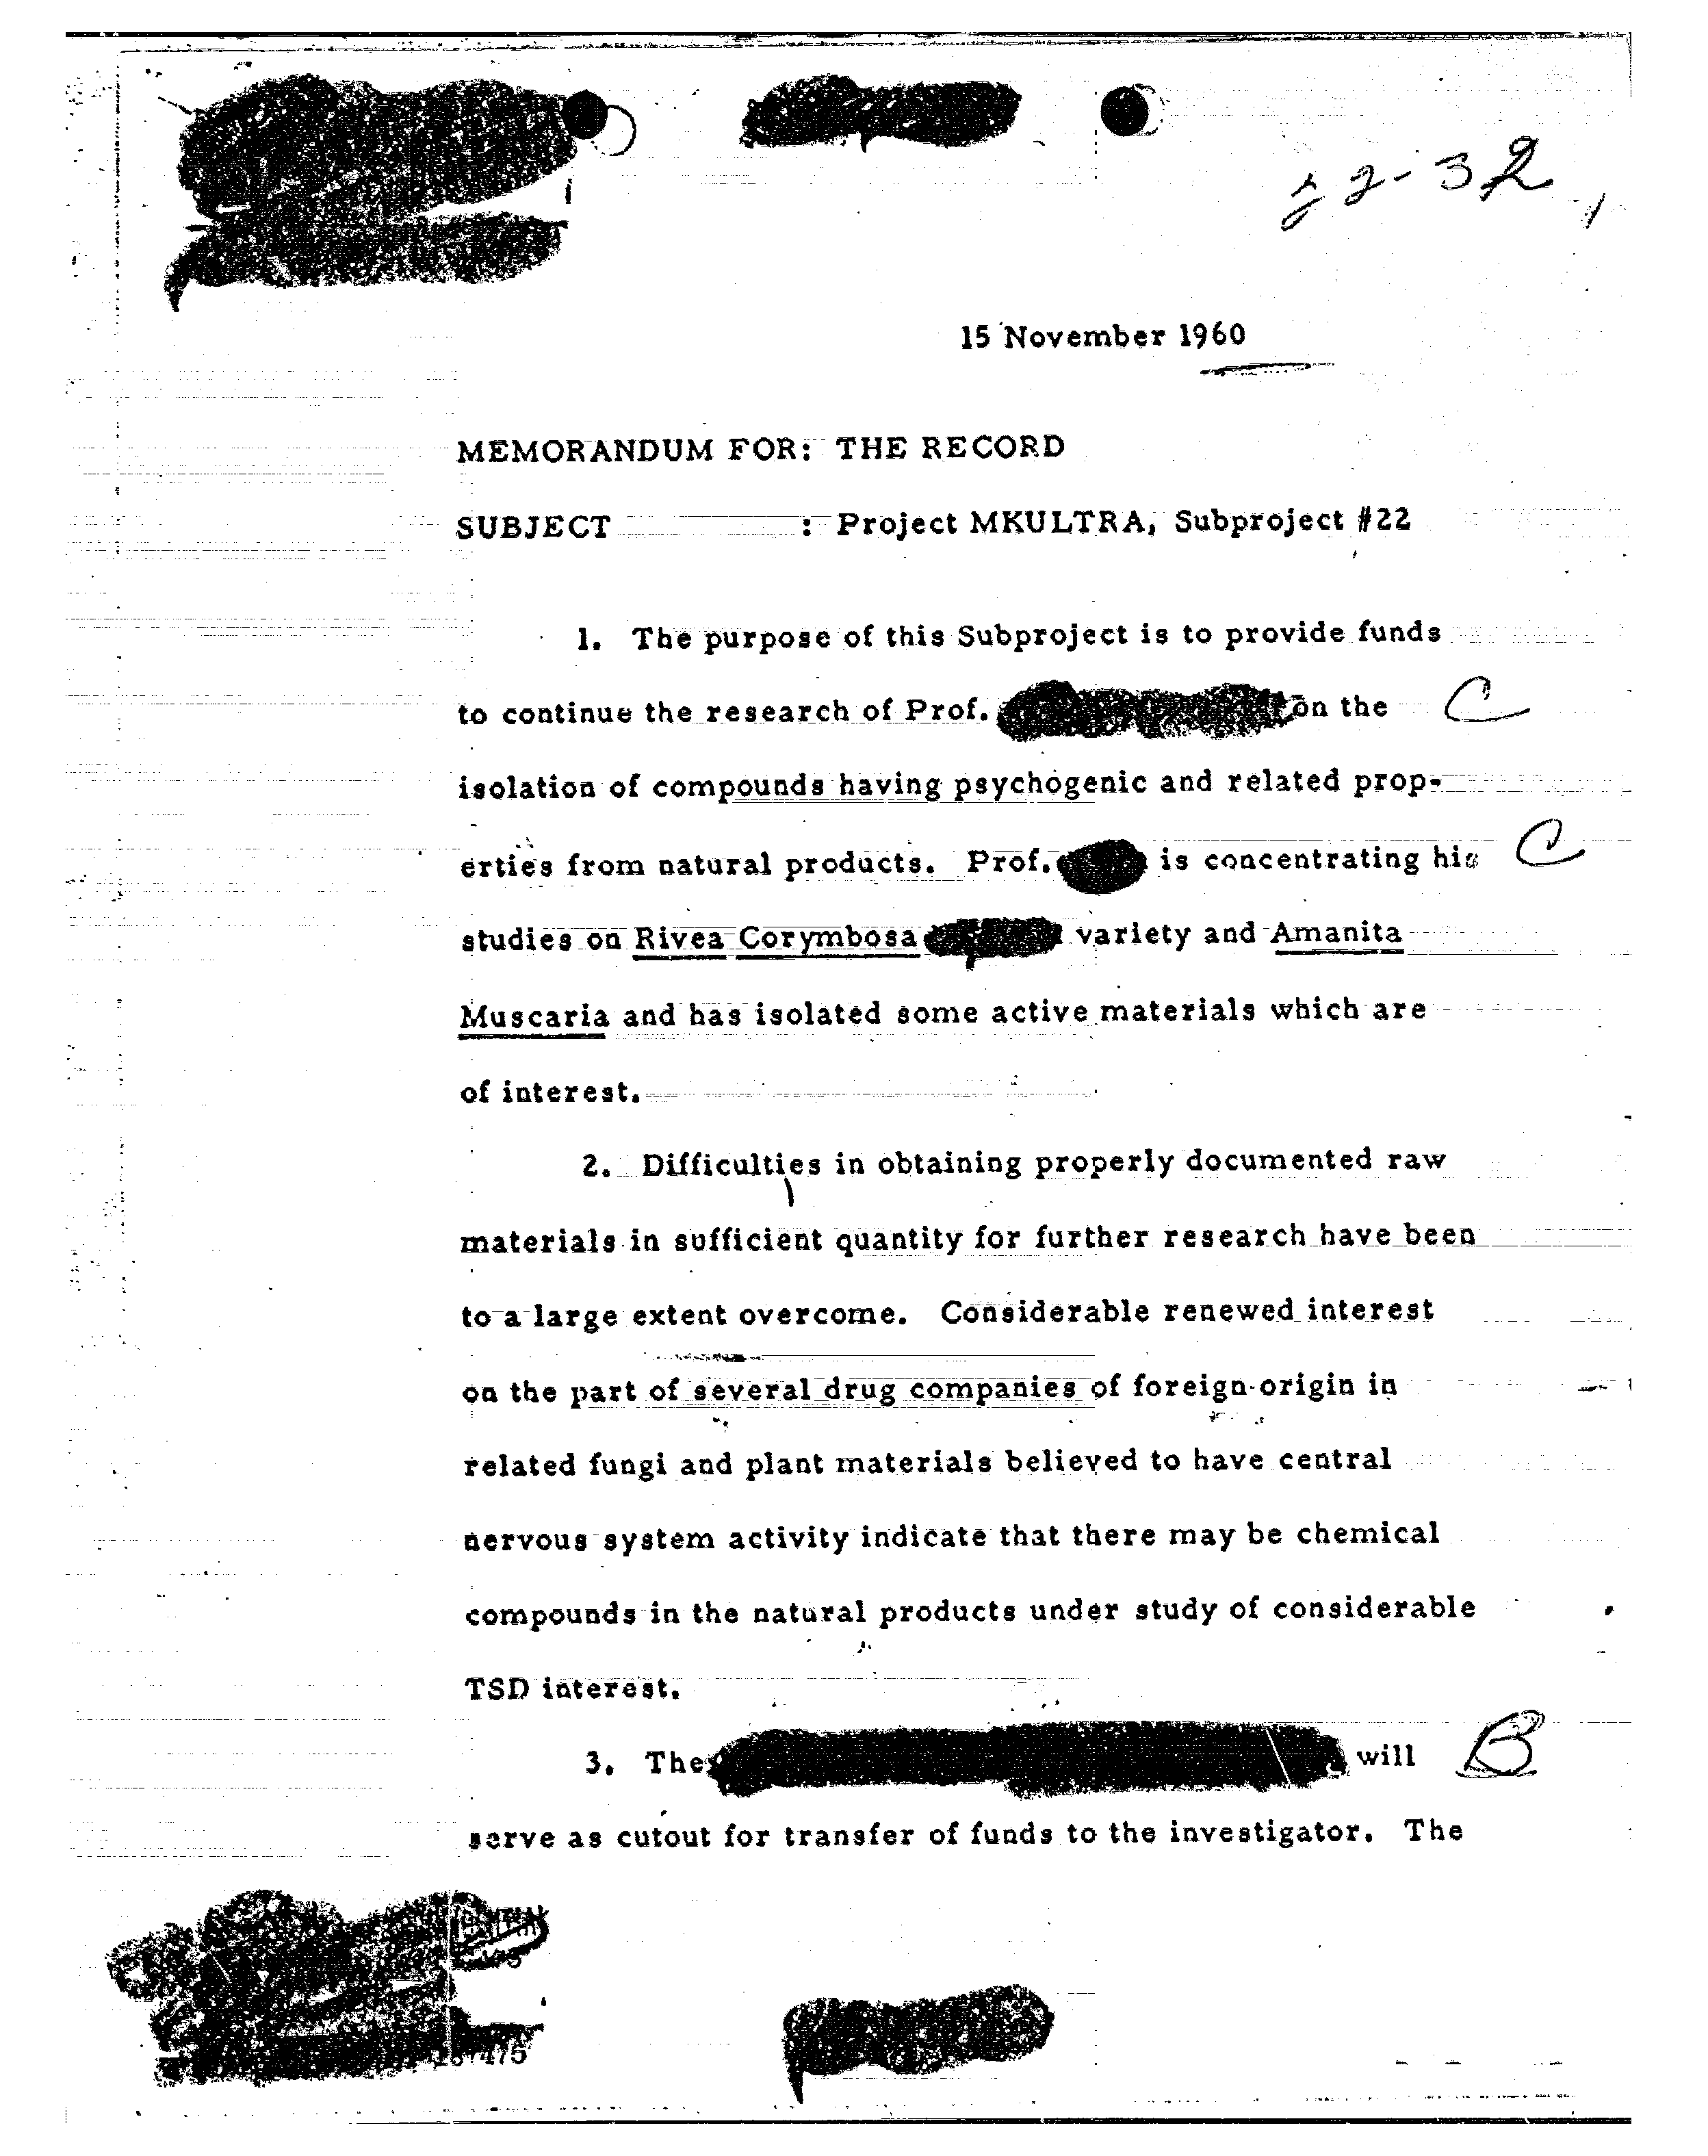 22-32
15 November 1960
MEMORANDUM FOR: THE RECORD
SUBJECT : Project MKULTRA, Subproject #22
1. The purpose of this Subproject is to provide funds
to continue the research of Prof. on the C
isolation of compounds having psychogenic and related prop-
erties from natural products. Prof. is concentrating his C
studies on Rivea Corymbosa variety and Amanita
Muscaria and has isolated some active materials which are
of interest.
2. Difficulties in obtaining properly documented raw
materials in sufficient quantity for further research have been
to a large extent overcome. Considerable renewed interest
on the part of several drug companies of foreign origin in
related fungi and plant materials believed to have central
nervous system activity indicate that there may be chemical
compounds in the natural products under study of considerable
TSD interest.
3. The will B
serve as cutout for transfer of funds to the investigator. The